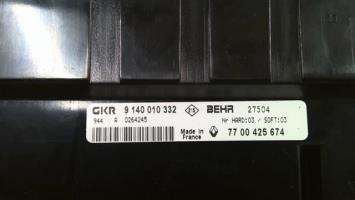 GKR 9 140 010 332 BEHR 27504
944 A 0264245 Nr HARD:03 / SOFT:03
Made in France 77 00 425 674